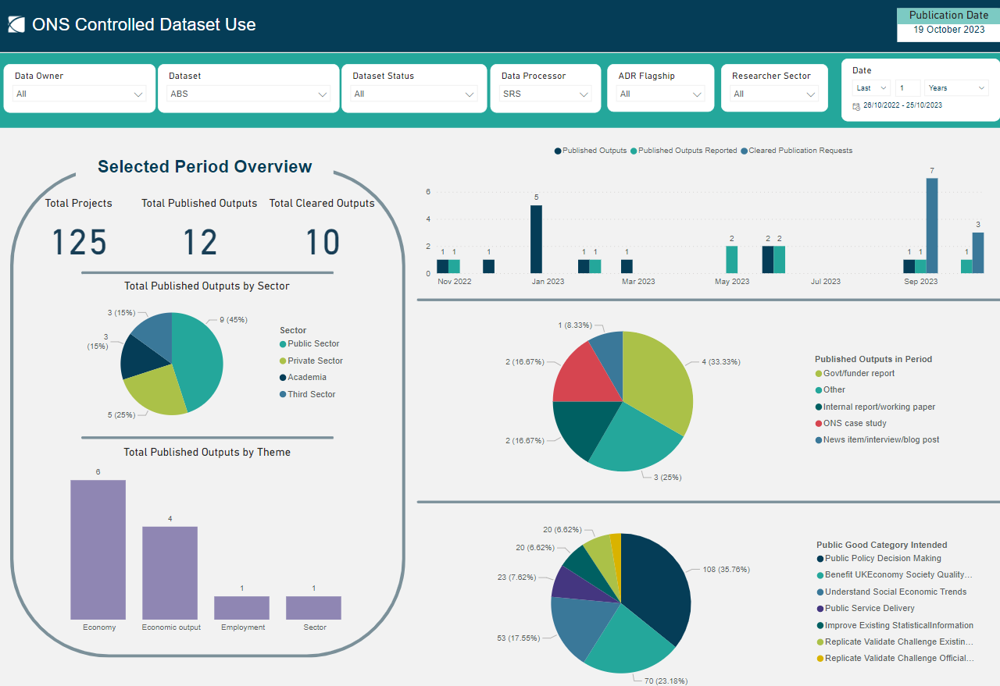 ONS Controlled Dataset Use
Publication Date
19 October 2023
Data Owner
All
Dataset
ABS
Dataset Status
All
Data Processor
SRS
ADR Flagship
All
Researcher Sector
All
Date
Last
1
Years
26/10/2022 - 25/10/2023
Selected Period Overview
Total Projects
Total Published Outputs
Total Cleared Outputs
125
12
10
Total Published Outputs by Sector
3 (15%)
9 (45%)
3
(15%)
5 (25%)
Sector
Public Sector
Private Sector
Academia
Third Sector
Total Published Outputs by Theme
6
4
1
1
Economy
Economic output
Employment
Sector
Published Outputs
Published Outputs Reported
Cleared Publication Requests
6
4
2
0
1
1
1
5
1
1
1
2
2
2
1
1
7
1
3
Nov 2022
Jan 2023
Mar 2023
May 2023
Jul 2023
Sep 2023
1 (8.33%)
2 (16.67%)
4 (33.33%)
2 (16.67%)
3 (25%)
Published Outputs in Period
Govt/funder report
Other
Internal report/working paper
ONS case study
News item/interview/blog post
20 (6.62%)
20 (6.62%)
23 (7.62%)
53 (17.55%)
108 (35.76%)
70 (23.18%)
Public Good Category Intended
Public Policy Decision Making
Benefit UKEconomy Society Quality...
Understand Social Economic Trends
Public Service Delivery
Improve Existing StatisticalInformation
Replicate Validate Challenge Existin...
Replicate Validate Challenge Official...